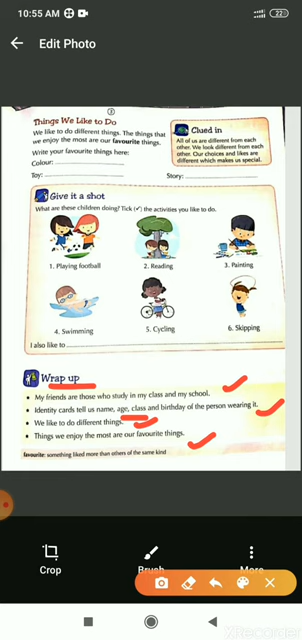 10:55 AM
22
Edit Photo
3
Things We Like to Do
We like to do different things. The things that
we enjoy the most are our favourite things.
Write your favourite things here:
Colour:
Toy:
Story:
Clued in
All of us are different from each
other. We look different from each
other. Our choices and likes are
different which makes us special.
Give it a shot
What are these children doing? Tick (✓) the activities you like to do.
1. Playing football
2. Reading
3. Painting
4. Swimming
5. Cycling
6. Skipping
I also like to
Wrap up
• My friends are those who study in my class and my school.
• Identity cards tell us name, age, class and birthday of the person wearing it.
• We like to do different things.
• Things we enjoy the most are our favourite things.
favourite: something liked more than others of the same kind
Crop
Brush
More